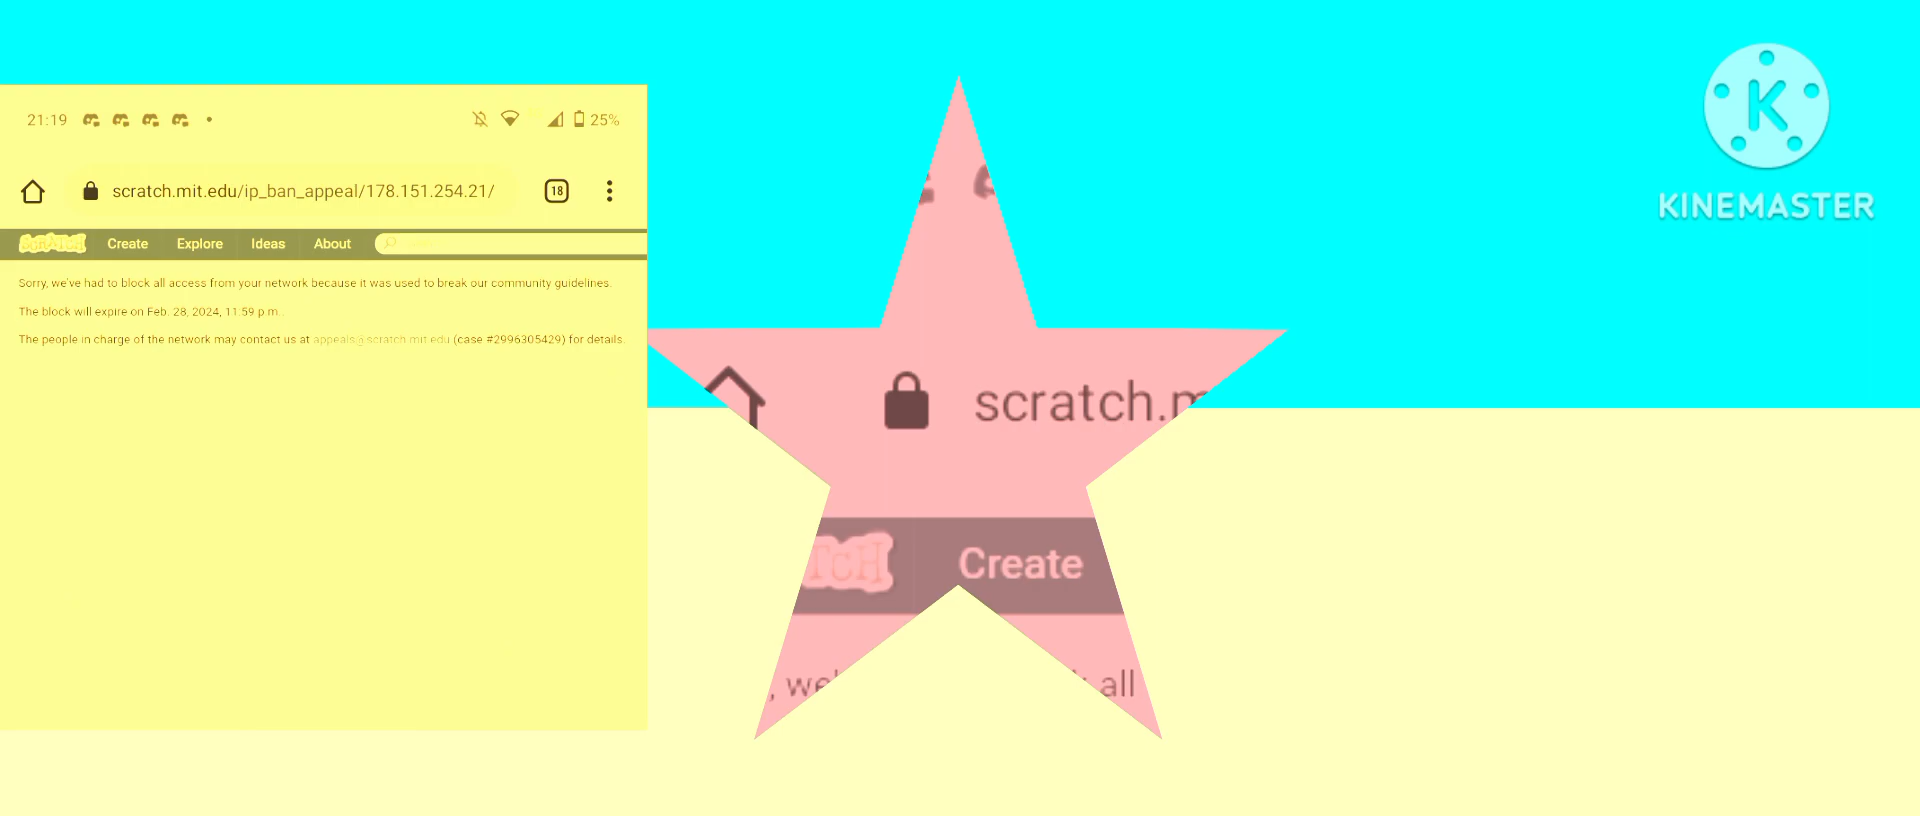 21:19
25%
scratch.mit.edu/ip_ban_appeal/178.151.254.21/
18
SCRATCH
Create
Explore
Ideas
About
Sorry, we've had to block all access from your network because it was used to break our community guidelines.
The block will expire on Feb. 28, 2024, 11:59 p.m..
The people in charge of the network may contact us at appeals@scratch.mit.edu (case #2996305429) for details.
scratch.m
TCH
Create
, we'
all
K
KINEMASTER